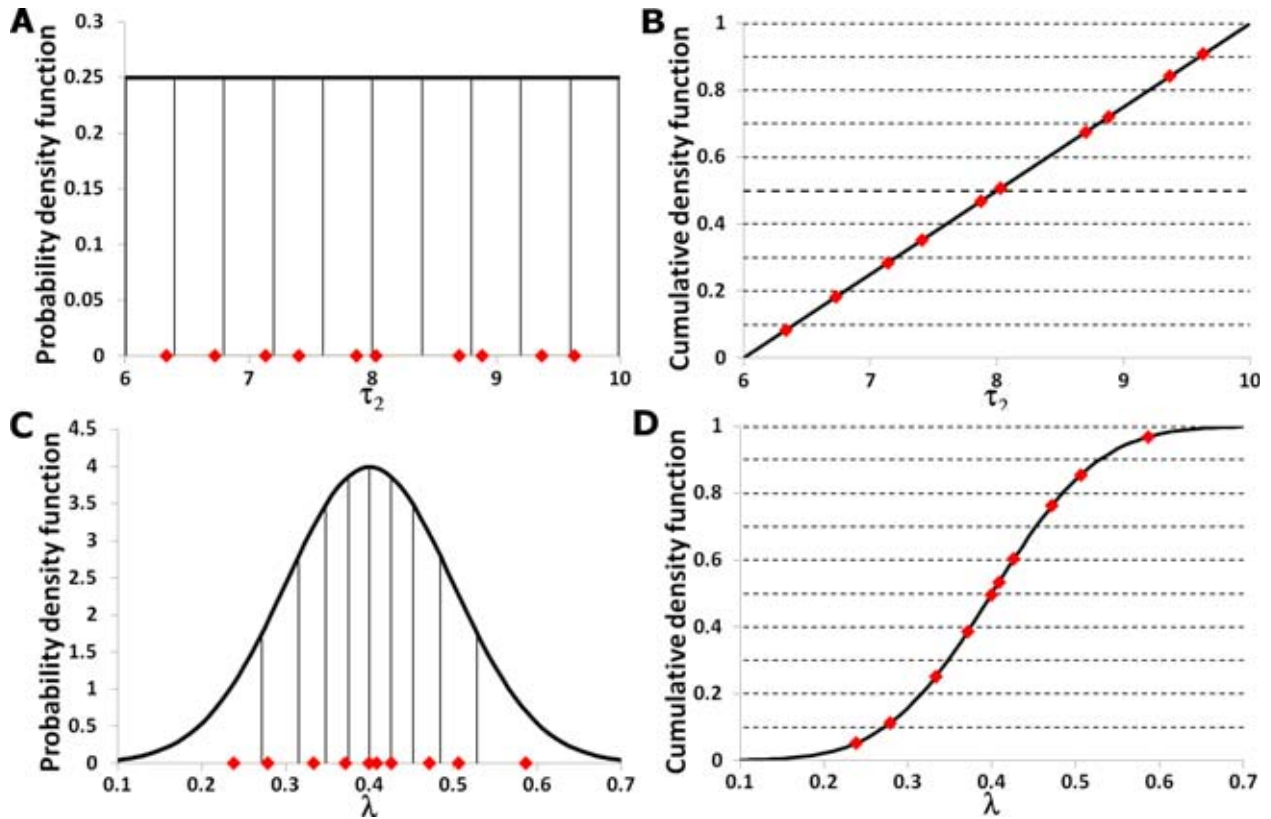 A
Probability density function
0.3
0.25
0.2
0.15
0.1
0.05
0
6 7 8 9 10
τ2
B
Cumulative density function
1
0.8
0.6
0.4
0.2
0
6 7 8 9 10
τ2
C
Probability density function
4.5
4
3.5
3
2.5
2
1.5
1
0.5
0
0.1 0.2 0.3 0.4 0.5 0.6 0.7
λ
D
Cumulative density function
1
0.8
0.6
0.4
0.2
0
0.1 0.2 0.3 0.4 0.5 0.6 0.7
λ